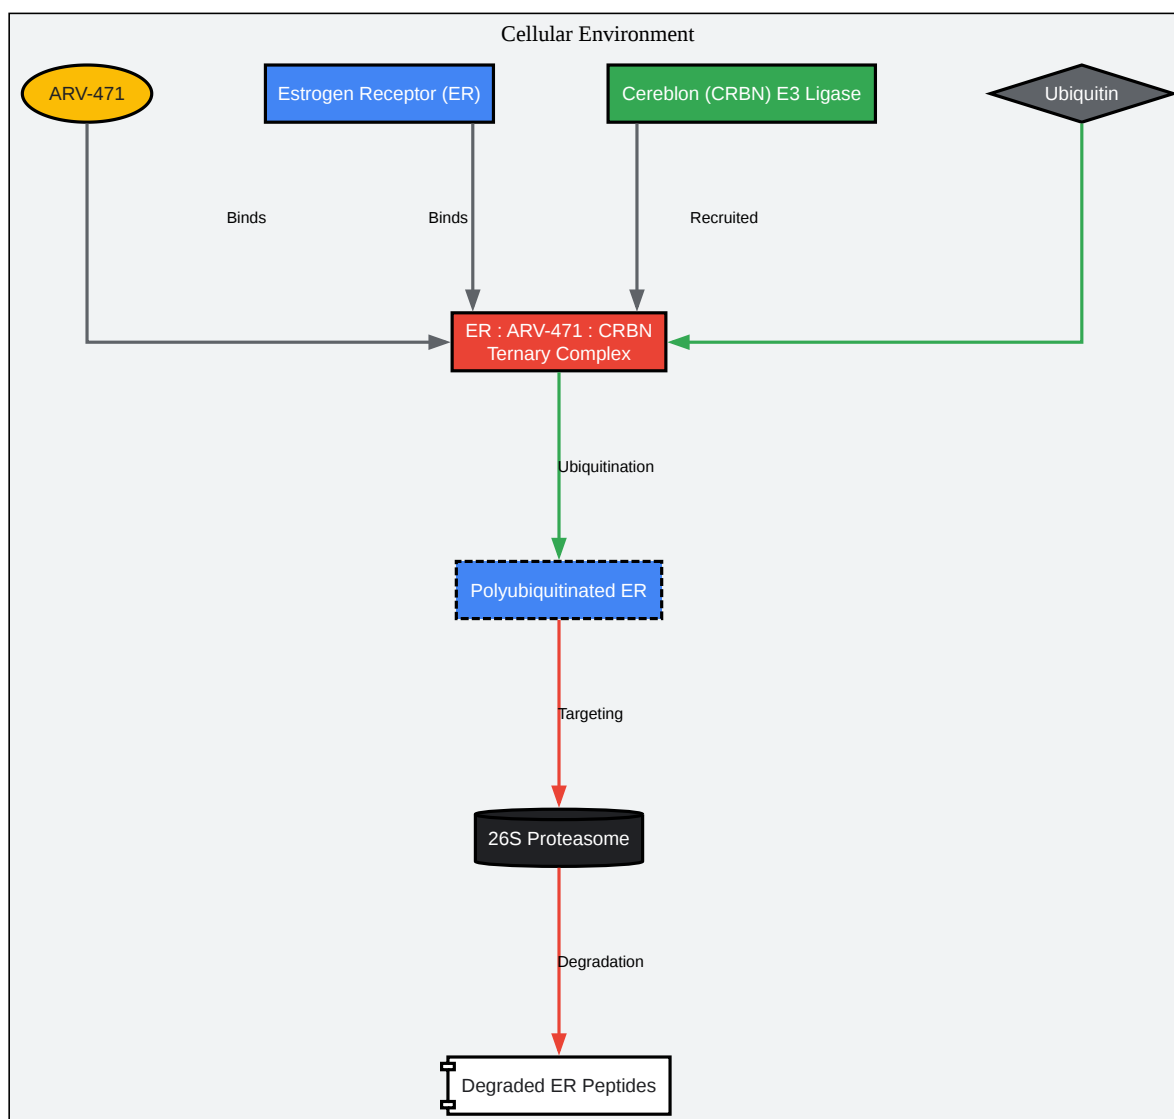 Cellular Environment
ARV-471
Estrogen Receptor (ER)
Cereblon (CRBN) E3 Ligase
Ubiquitin
Binds
Binds
Recruited
ER : ARV-471 : CRBN
Ternary Complex
Ubiquitination
Polyubiquitinated ER
Targeting
26S Proteasome
Degradation
Degraded ER Peptides